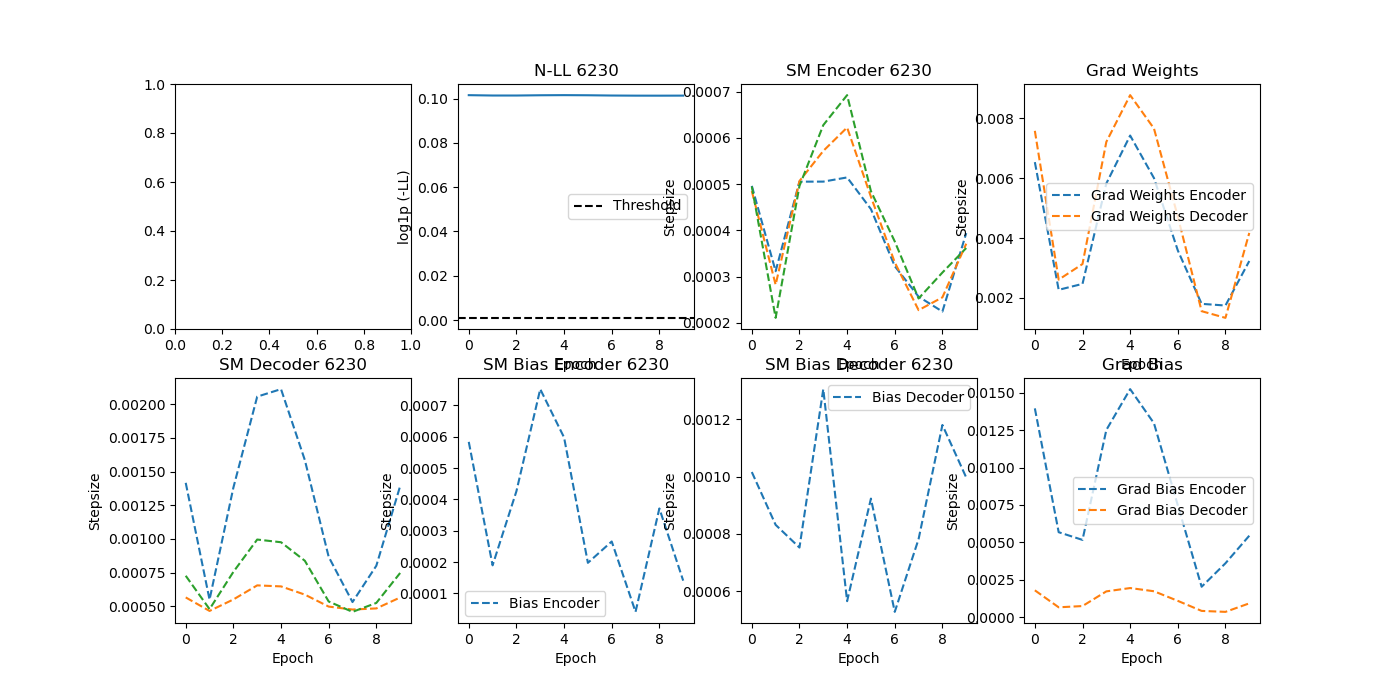 1.0
0.8
0.6
0.4
0.2
0.0
0.0 0.2 0.4 0.6 0.8 1.0
N-LL 6230
log1p (-LL)
0.10
0.08
0.06
0.04
0.02
0.00
Threshold
0 2 4 6 8
Epoch
SM Encoder 6230
Stepsize
0.0007
0.0006
0.0005
0.0004
0.0003
0.0002
0 2 4 6 8
Epoch
Grad Weights
Stepsize
0.008
0.006
0.004
0.002
Grad Weights Encoder
Grad Weights Decoder
0 2 4 6 8
Epoch
SM Decoder 6230
Stepsize
0.00200
0.00175
0.00150
0.00125
0.00100
0.00075
0.00050
0 2 4 6 8
Epoch
SM Bias Encoder 6230
Stepsize
0.0007
0.0006
0.0005
0.0004
0.0003
0.0002
0.0001
Bias Encoder
0 2 4 6 8
Epoch
SM Bias Decoder 6230
Stepsize
0.0012
0.0010
0.0008
0.0006
Bias Decoder
0 2 4 6 8
Epoch
Grad Bias
Stepsize
0.0150
0.0125
0.0100
0.0075
0.0050
0.0025
0.0000
Grad Bias Encoder
Grad Bias Decoder
0 2 4 6 8
Epoch